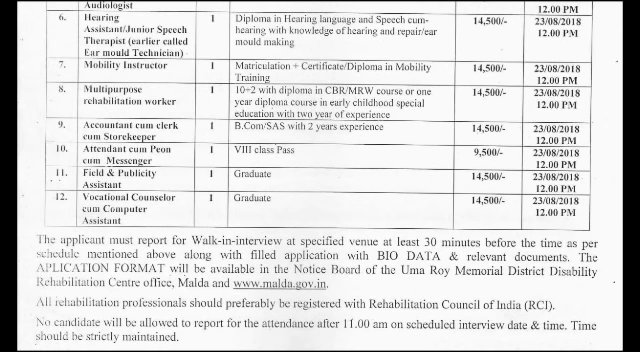 Audiologist 12.00 PM
6. Hearing 1 Diploma in Hearing language and Speech cum- 14,500/- 23/08/2018
Assistant/Junior Speech hearing with knowledge of hearing and repair/ear 12.00 PM
Therapist (earlier called mould making
Ear mould Technician)
7. Mobility Instructor 1 Matriculation + Certificate/Diploma in Mobility 14,500/- 23/08/2018
Training 12.00 PM
8. Multipurpose 1 10+2 with diploma in CBR/MRW course or one 14,500/- 23/08/2018
rehabilitation worker year diploma course in early childhood special 12.00 PM
education with two year of experience
9. Accountant cum clerk 1 B.Com/SAS with 2 years experience 14,500/- 23/08/2018
cum Storekeeper 12.00 PM
10. Attendant cum Peon 1 VIII class Pass 9,500/- 23/08/2018
cum Messenger 12.00 PM
11. Field & Publicity 1 Graduate 14,500/- 23/08/2018
Assistant 12.00 PM
12. Vocational Counselor 1 Graduate 14,500/- 23/08/2018
cum Computer 12.00 PM
Assistant
The applicant must report for Walk-in-interview at specified venue at least 30 minutes before the time as per
schedule mentioned above along with filled application with BIO DATA & relevant documents. The
APLICATION FORMAT will be available in the Notice Board of the Uma Roy Memorial District Disability
Rehabilitation Centre office, Malda and www.malda.gov.in.
All rehabilitation professionals should preferably be registered with Rehabilitation Council of India (RCI).
No candidate will be allowed to report for the attendance after 11.00 am on scheduled interview date & time. Time
should be strictly maintained.